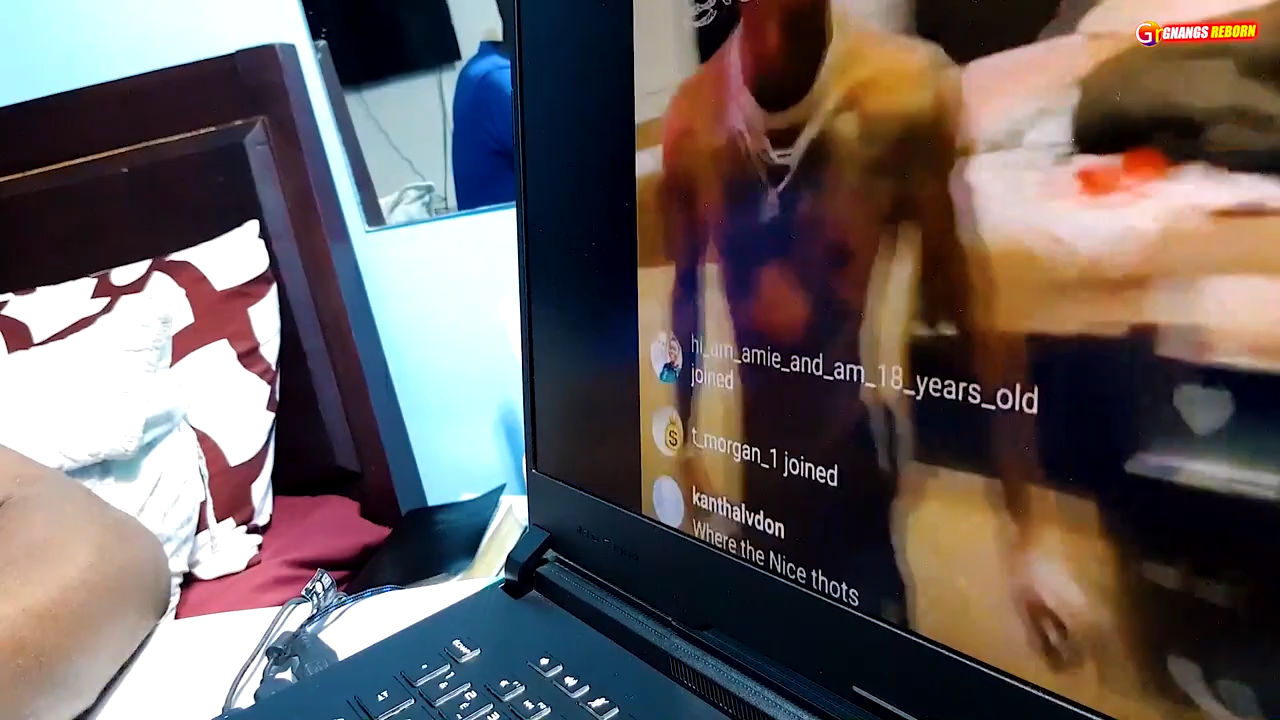 GNANGS REBORN
hi_am_amie_and_am_18_years_old
joined
t_morgan_1 joined
kanthalvdon
Where the Nice thots